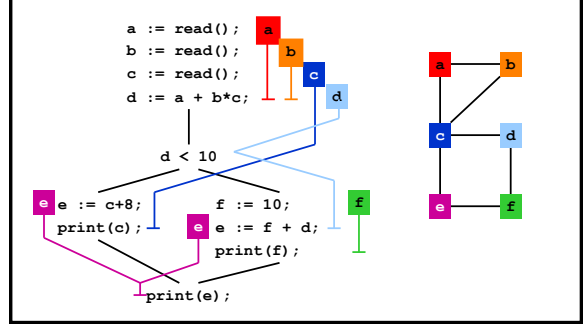 a := read(); a
b := read(); b
c := read(); c
d := a + b*c; d
d < 10
e e := c+8; f := 10; f
print(c); e e := f + d;
print(f);
print(e);
a b
c d
e f